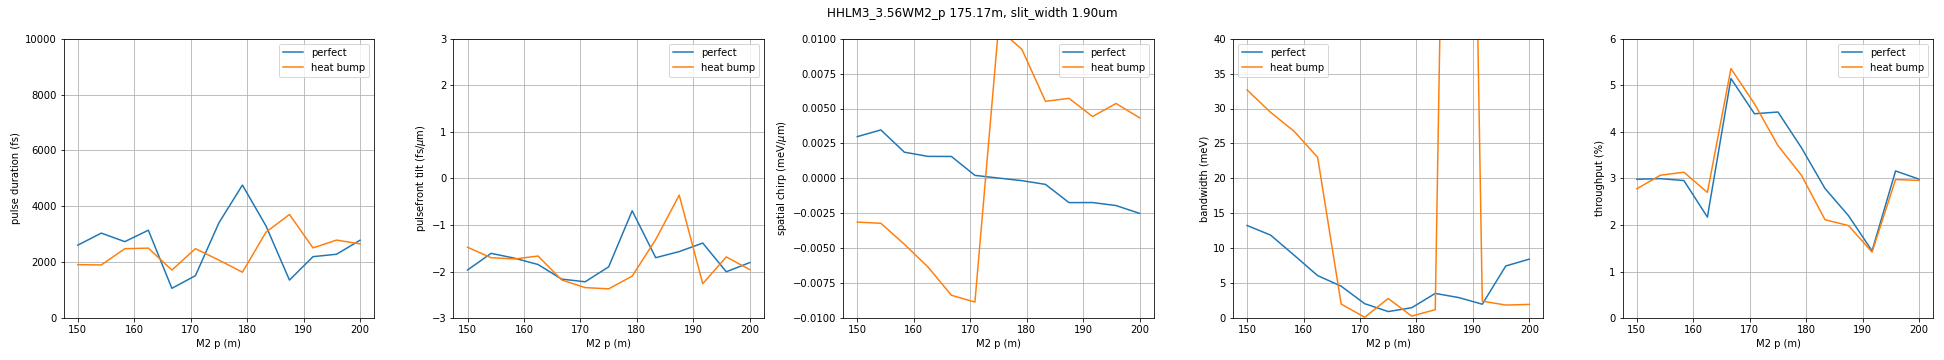 HHLM3_3.56WM2_p 175.17m, slit_width 1.90um
pulse duration (fs)
10000
8000
6000
4000
2000
0
150 160 170 180 190 200
M2 p (m)
perfect
heat bump
pulsefront tilt (fs/μm)
3
2
1
0
−1
−2
−3
150 160 170 180 190 200
M2 p (m)
perfect
heat bump
spatial chirp (meV/μm)
0.0100
0.0075
0.0050
0.0025
0.0000
−0.0025
−0.0050
−0.0075
−0.0100
150 160 170 180 190 200
M2 p (m)
perfect
heat bump
bandwidth (meV)
40
35
30
25
20
15
10
5
0
150 160 170 180 190 200
M2 p (m)
perfect
heat bump
throughput (%)
6
5
4
3
2
1
0
150 160 170 180 190 200
M2 p (m)
perfect
heat bump